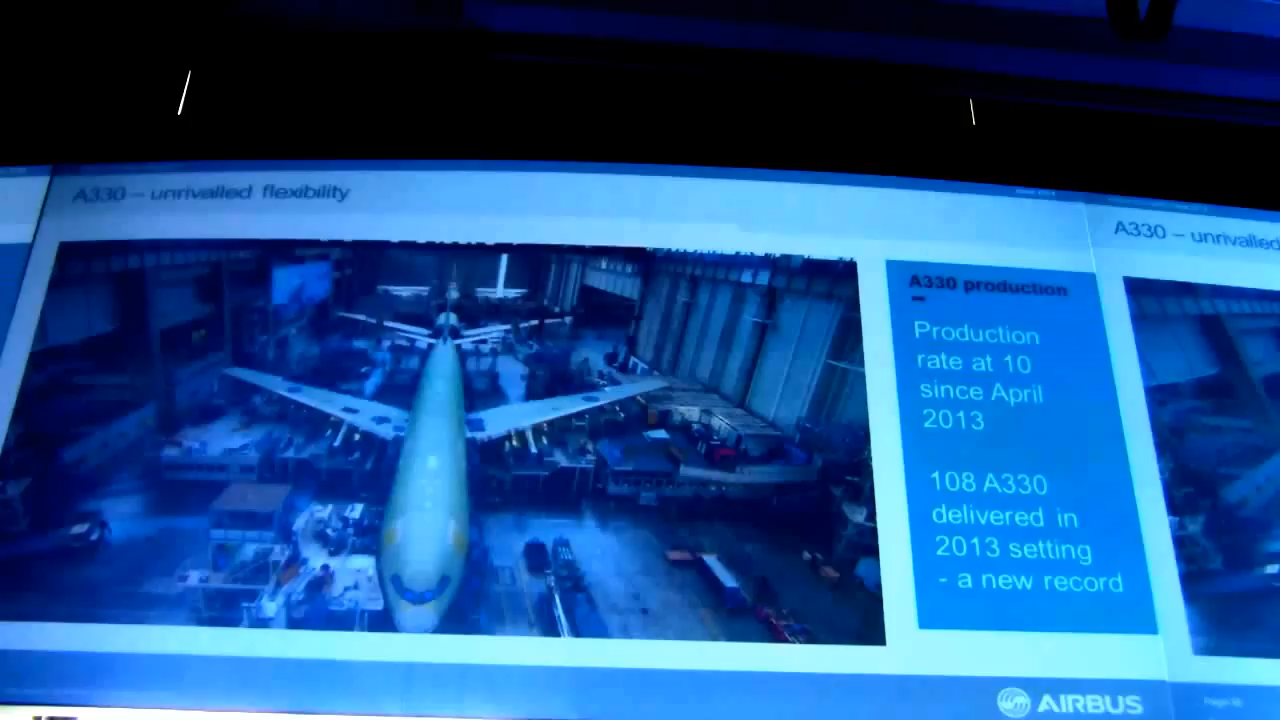 A330 – unrivalled flexibility
A330 production
Production
rate at 10
since April
2013
108 A330
delivered in
2013 setting
- a new record
AIRBUS
A330 – unrivalled